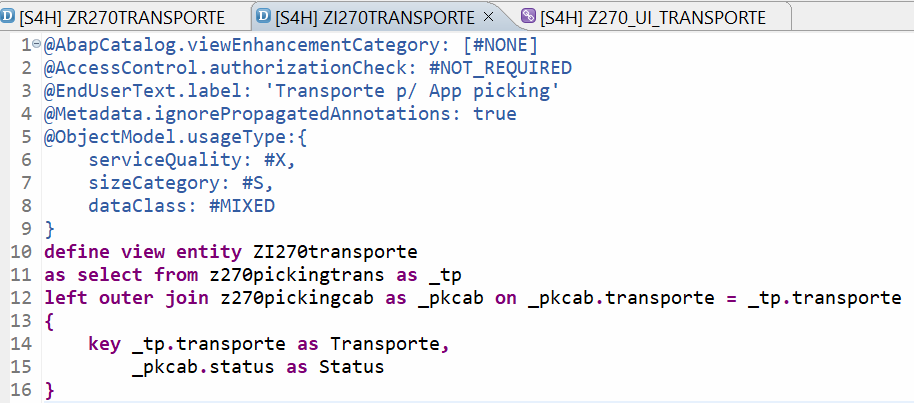 [S4H] ZR270TRANSPORTE [S4H] ZI270TRANSPORTE [S4H] Z270_UI_TRANSPORTE
1 @AbapCatalog.viewEnhancementCategory: [#NONE]
2 @AccessControl.authorizationCheck: #NOT_REQUIRED
3 @EndUserText.label: 'Transporte p/ App picking'
4 @Metadata.ignorePropagatedAnnotations: true
5 @ObjectModel.usageType:{
6     serviceQuality: #X,
7     sizeCategory: #S,
8     dataClass: #MIXED
9 }
10 define view entity ZI270transporte
11 as select from z270pickingtrans as _tp
12 left outer join z270pickingcab as _pkcab on _pkcab.transporte = _tp.transporte
13 {
14     key _tp.transporte as Transporte,
15         _pkcab.status as Status
16 }